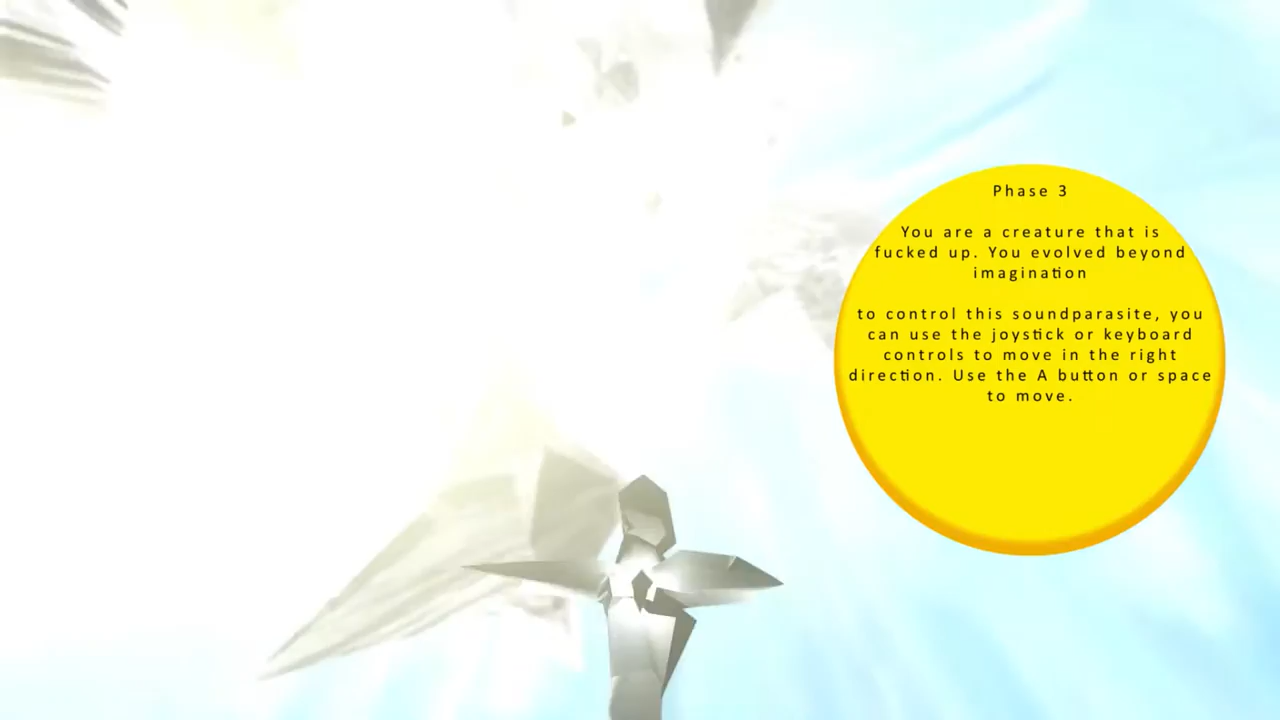 Phase 3
You are a creature that is
fucked up. You evolved beyond
imagination
to control this soundparasite, you
can use the joystick or keyboard
controls to move in the right
direction. Use the A button or space
to move.